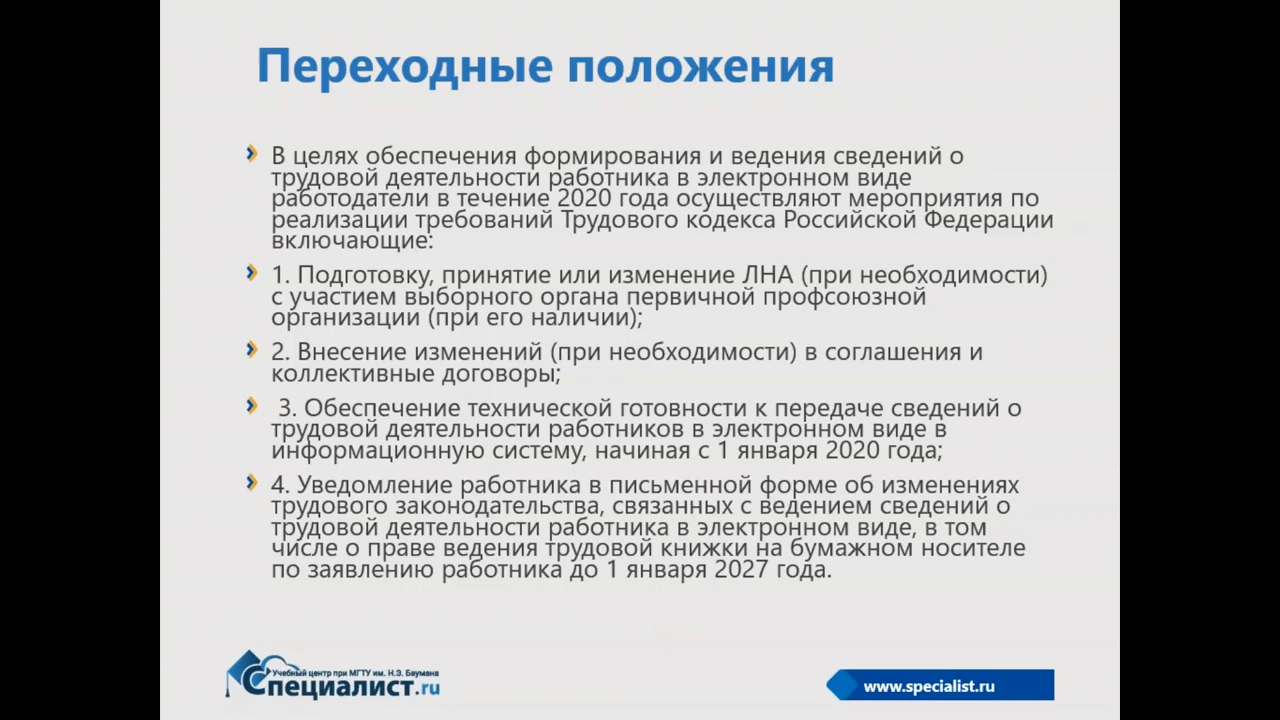 Переходные положения
В целях обеспечения формирования и ведения сведений о
трудовой деятельности работника в электронном виде
работодатели в течение 2020 года осуществляют мероприятия по
реализации требований Трудового кодекса Российской Федерации
включающие:
1. Подготовку, принятие или изменение ЛНА (при необходимости)
с участием выборного органа первичной профсоюзной
организации (при его наличии);
2. Внесение изменений (при необходимости) в соглашения и
коллективные договоры;
3. Обеспечение технической готовности к передаче сведений о
трудовой деятельности работников в электронном виде в
информационную систему, начиная с 1 января 2020 года;
4. Уведомление работника в письменной форме об изменениях
трудового законодательства, связанных с ведением сведений о
трудовой деятельности работника в электронном виде, в том
числе о праве ведения трудовой книжки на бумажном носителе
по заявлению работника до 1 января 2027 года.
Учебный центр при МГТУ им. Н.Э. Баумана
Специалист.ru
www.specialist.ru